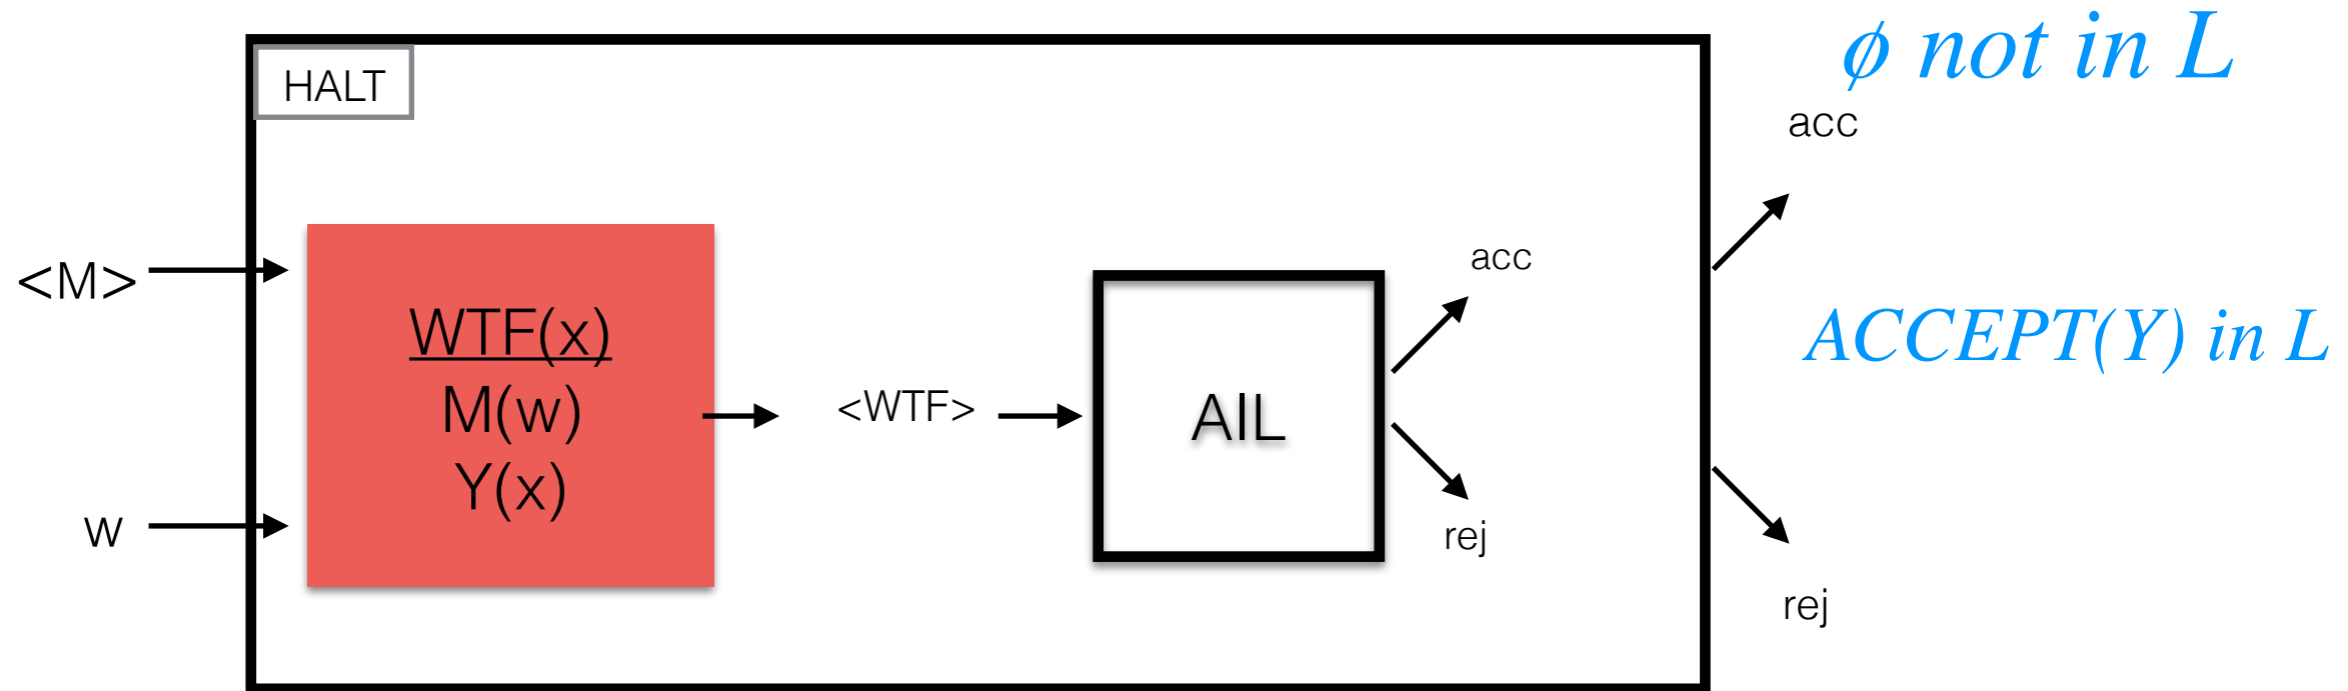 ϕ not in L
HALT
acc
<M>
WTF(x)
M(w)
Y(x)
<WTF>
AIL
acc
rej
ACCEPT(Y) in L
w
rej